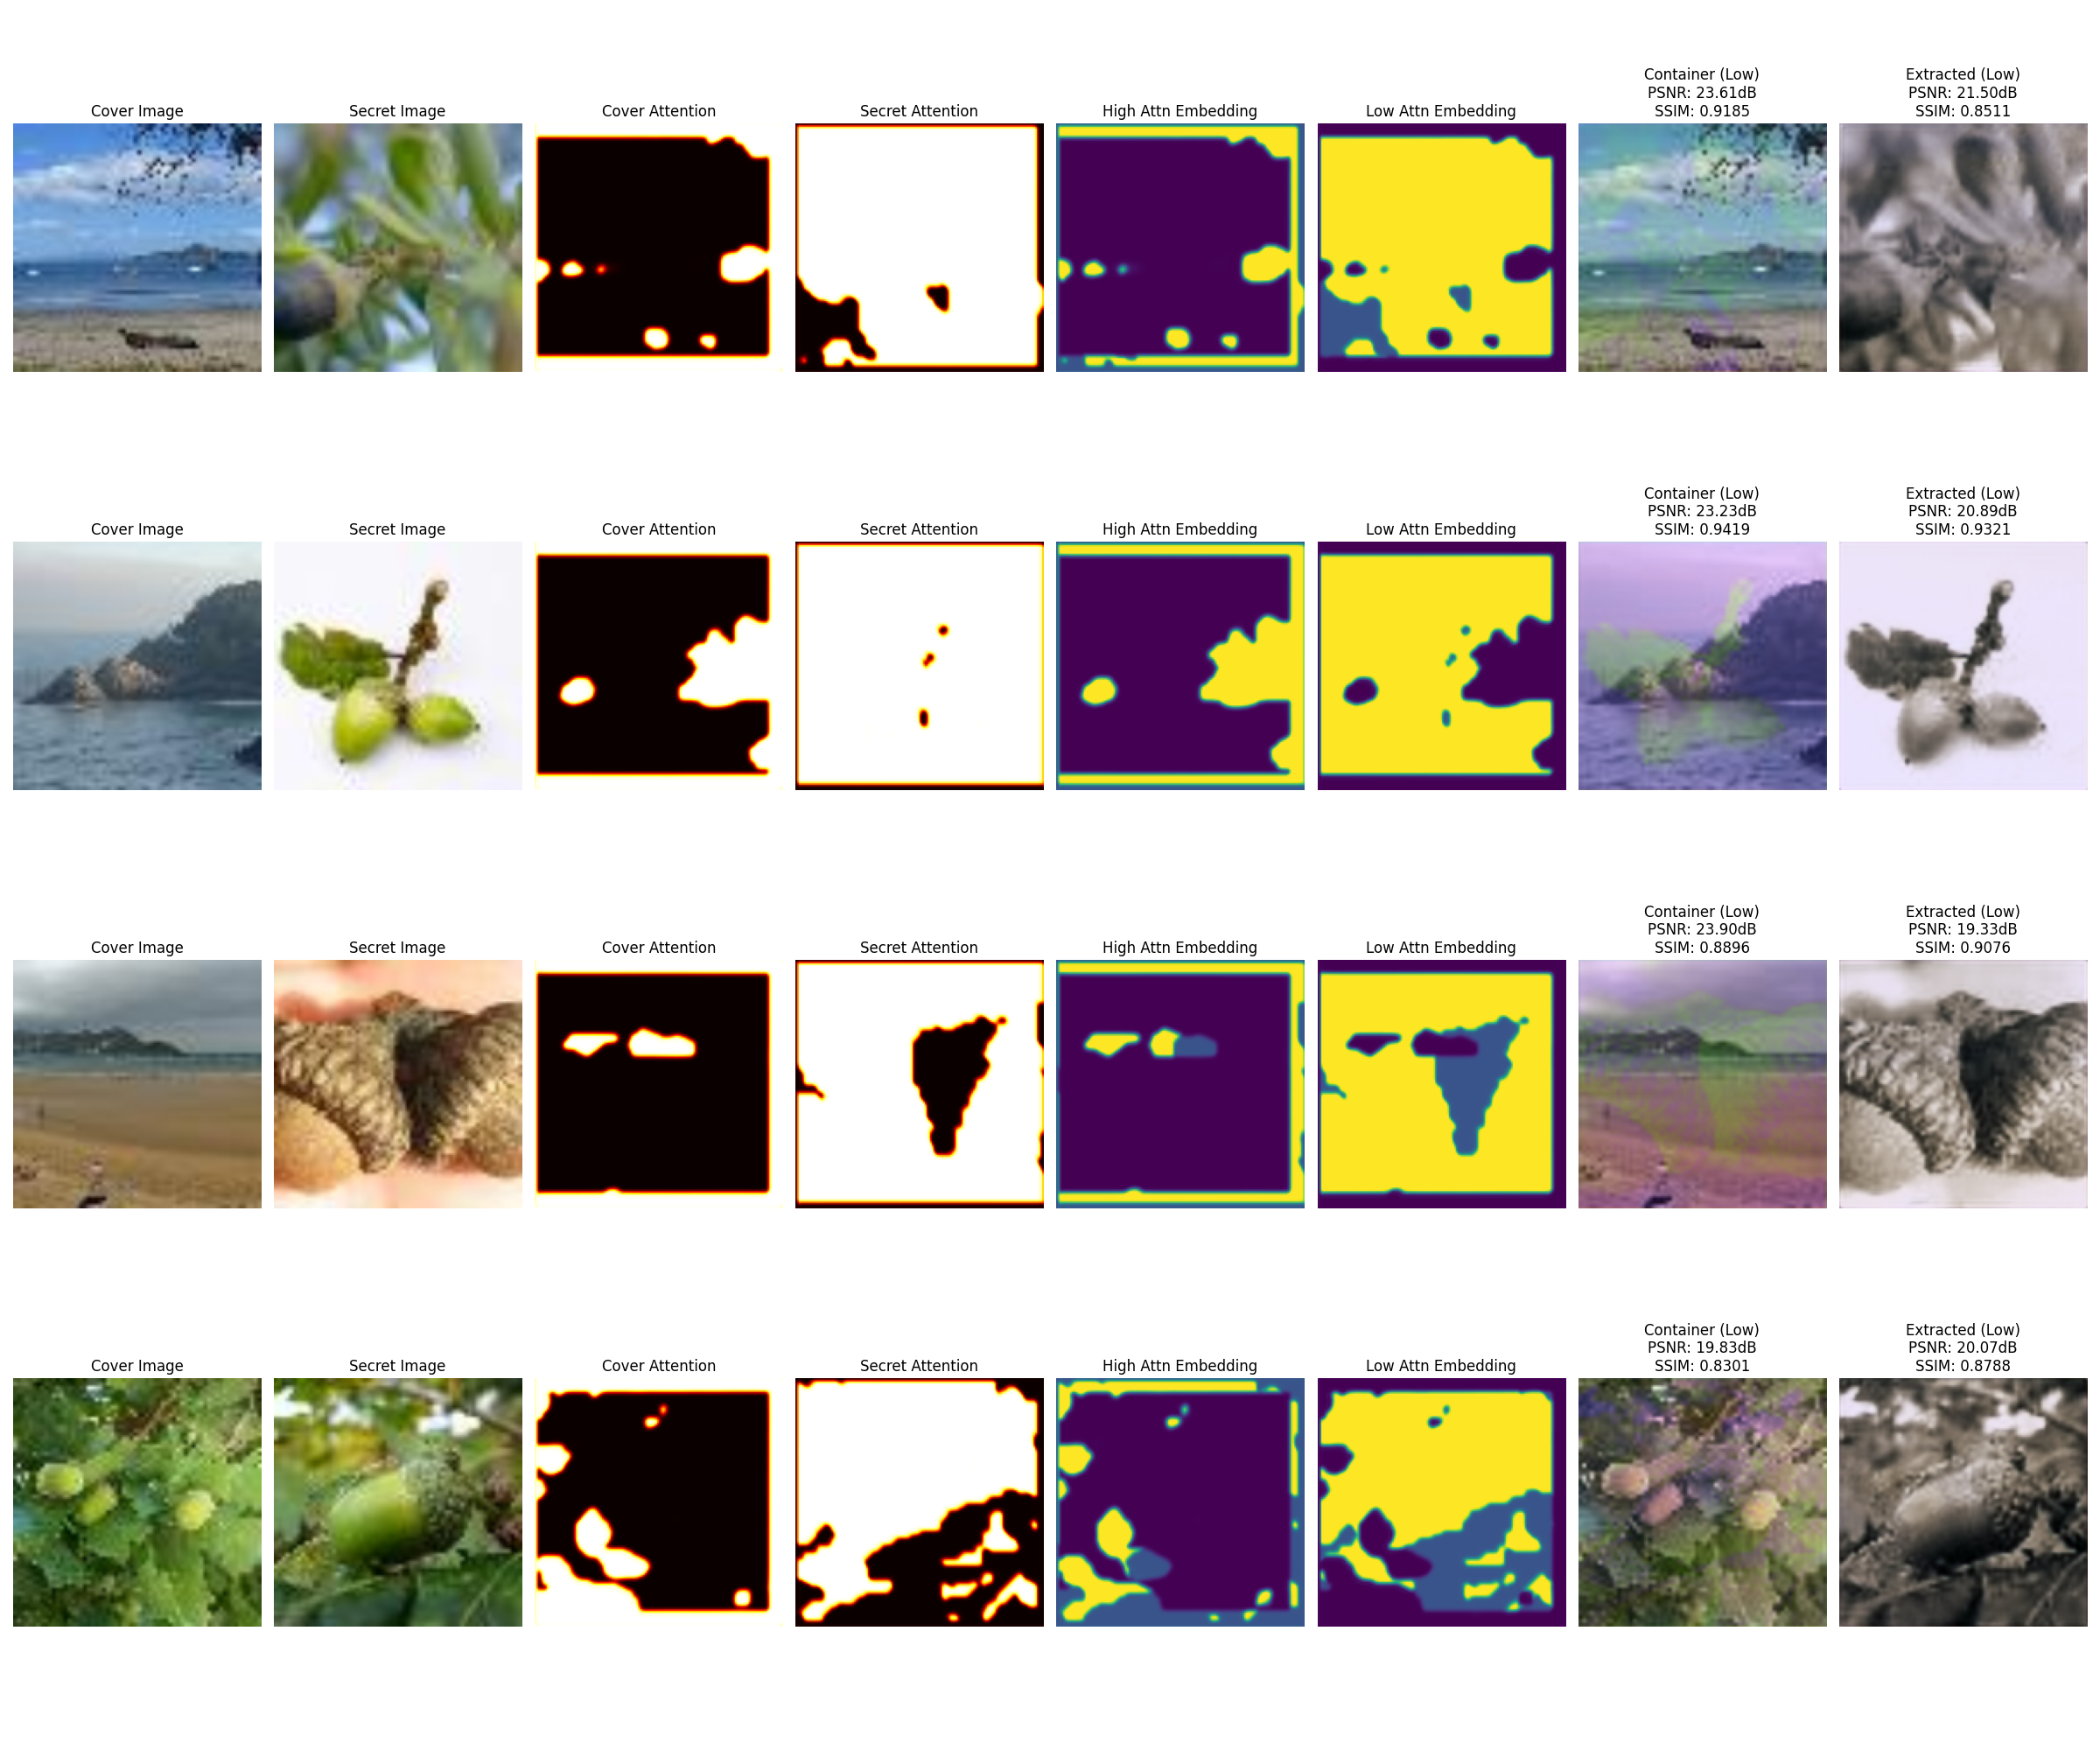 Cover Image
Secret Image
Cover Attention
Secret Attention
High Attn Embedding
Low Attn Embedding
Container (Low)
PSNR: 23.61dB
SSIM: 0.9185
Extracted (Low)
PSNR: 21.50dB
SSIM: 0.8511
Cover Image
Secret Image
Cover Attention
Secret Attention
High Attn Embedding
Low Attn Embedding
Container (Low)
PSNR: 23.23dB
SSIM: 0.9419
Extracted (Low)
PSNR: 20.89dB
SSIM: 0.9321
Cover Image
Secret Image
Cover Attention
Secret Attention
High Attn Embedding
Low Attn Embedding
Container (Low)
PSNR: 23.90dB
SSIM: 0.8896
Extracted (Low)
PSNR: 19.33dB
SSIM: 0.9076
Cover Image
Secret Image
Cover Attention
Secret Attention
High Attn Embedding
Low Attn Embedding
Container (Low)
PSNR: 19.83dB
SSIM: 0.8301
Extracted (Low)
PSNR: 20.07dB
SSIM: 0.8788